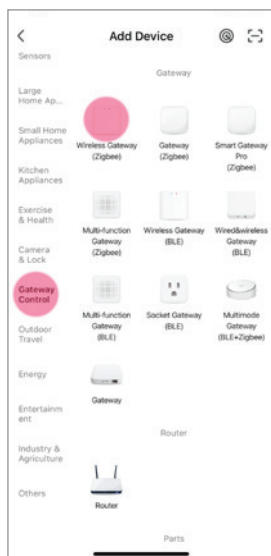 Add Device
Sensors
Large
Home Ap...
Small Home
Appliances
Kitchen
Appliances
Exercise
& Health
Camera
& Lock
Gateway
Control
Outdoor
Travel
Energy
Entertainm
ent
Industry &
Agriculture
Others
Gateway
Wireless Gateway
(Zigbee)
Gateway
(Zigbee)
Smart Gateway
Pro
(Zigbee)
Multi-function
Gateway
(Zigbee)
Wireless Gateway
(BLE)
Wired&wireless
Gateway
(BLE)
Multi-function
Gateway
(BLE)
Socket Gateway
(BLE)
Multimode
Gateway
(BLE+Zigbee)
Gateway
Router
Router
Parts